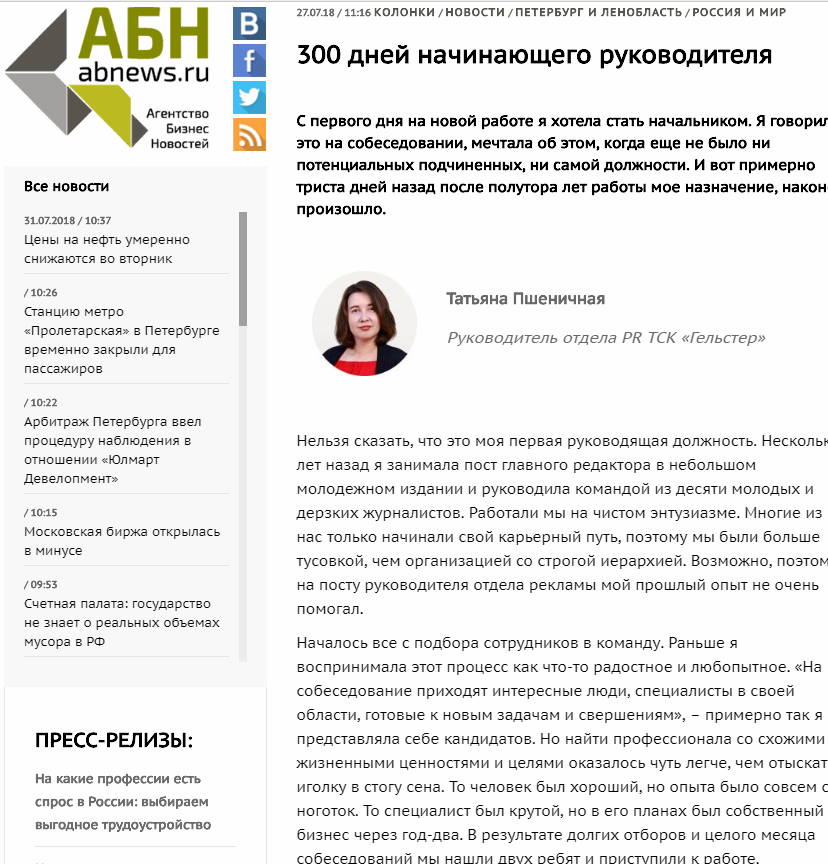 АБН
abnews.ru
Агентство
Бизнес
Новостей
Все новости
31.07.2018 / 10:37
Цены на нефть умеренно
снижаются во вторник
/ 10:26
Станцию метро
«Пролетарская» в Петербурге
временно закрыли для
пассажиров
/ 10:22
Арбитраж Петербурга ввел
процедуру наблюдения в
отношении «Юлмарт
Девелопмент»
/ 10:15
Московская биржа открылась
в минусе
/ 09:53
Счетная палата: государство
не знает о реальных объемах
мусора в РФ
ПРЕСС-РЕЛИЗЫ:
На какие профессии есть
спрос в России: выбираем
выгодное трудоустройство
27.07.18 / 11:16 КОЛОНКИ / НОВОСТИ / ПЕТЕРБУРГ И ЛЕНОБЛАСТЬ / РОССИЯ И МИР
300 дней начинающего руководителя
С первого дня на новой работе я хотела стать начальником. Я говорил
это на собеседовании, мечтала об этом, когда еще не было ни
потенциальных подчиненных, ни самой должности. И вот примерно
триста дней назад после полутора лет работы мое назначение, након
произошло.
Татьяна Пшеничная
Руководитель отдела PR ТСК «Гельстер»
Нельзя сказать, что это моя первая руководящая должность. Нескольк
лет назад я занимала пост главного редактора в небольшом
молодежном издании и руководила командой из десяти молодых и
дерзких журналистов. Работали мы на чистом энтузиазме. Многие из
нас только начинали свой карьерный путь, поэтому мы были больше
тусовкой, чем организацией со строгой иерархией. Возможно, поэтом
на посту руководителя отдела рекламы мой прошлый опыт не очень
помогал.
Началось все с подбора сотрудников в команду. Раньше я
воспринимала этот процесс как что-то радостное и любопытное. «На
собеседование приходят интересные люди, специалисты в своей
области, готовые к новым задачам и свершениям», – примерно так я
представляла себе кандидатов. Но найти профессионала со схожими
жизненными ценностями и целями оказалось чуть легче, чем отыскат
иголку в стогу сена. То человек был хороший, но опыта было совсем с
ноготок. То специалист был крутой, но в его планах был собственный
бизнес через год-два. В результате долгих отборов и целого месяца
собеседований мы нашли двух ребят и приступили к работе.